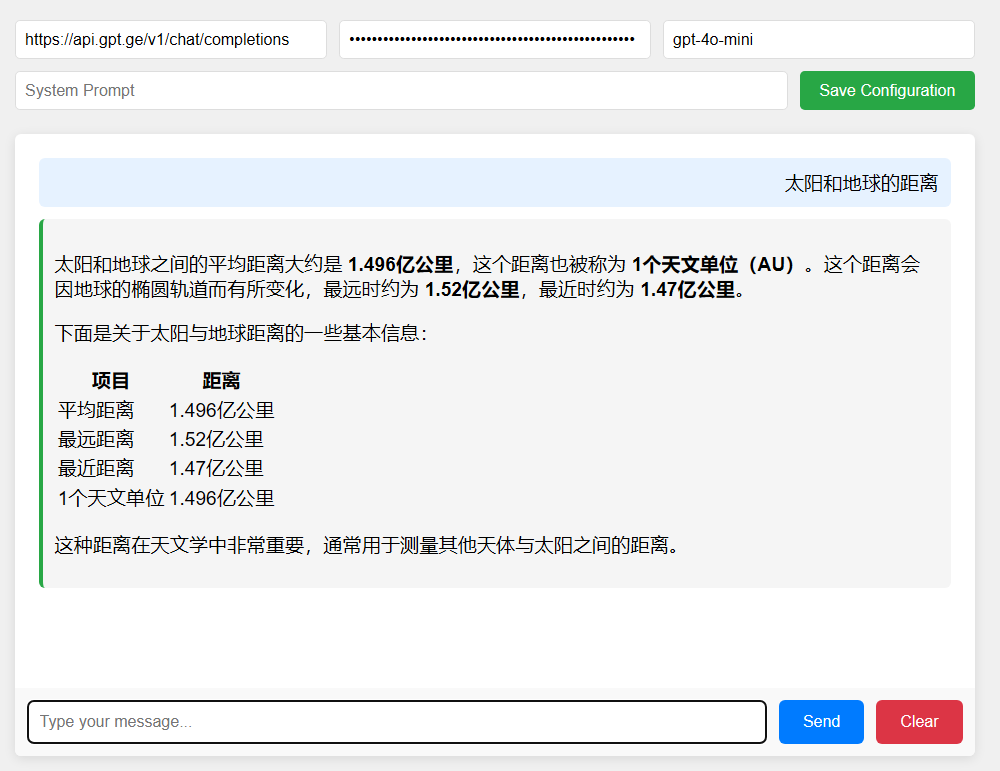 https://api.gpt.ge/v1/chat/completions
••••••••••••••••••••••••••••••••••••••••••••••••••• 
gpt-4o-mini
System Prompt
Save Configuration
太阳和地球的距离
太阳和地球之间的平均距离大约是 1.496亿公里，这个距离也被称为 1个天文单位（AU）。这个距离会
因地球的椭圆轨道而有所变化，最远时约为 1.52亿公里，最近时约为 1.47亿公里。
下面是关于太阳与地球距离的一些基本信息：
项目 距离
平均距离 1.496亿公里
最远距离 1.52亿公里
最近距离 1.47亿公里
1个天文单位 1.496亿公里
这种距离在天文学中非常重要，通常用于测量其他天体与太阳之间的距离。
Type your message...
Send
Clear